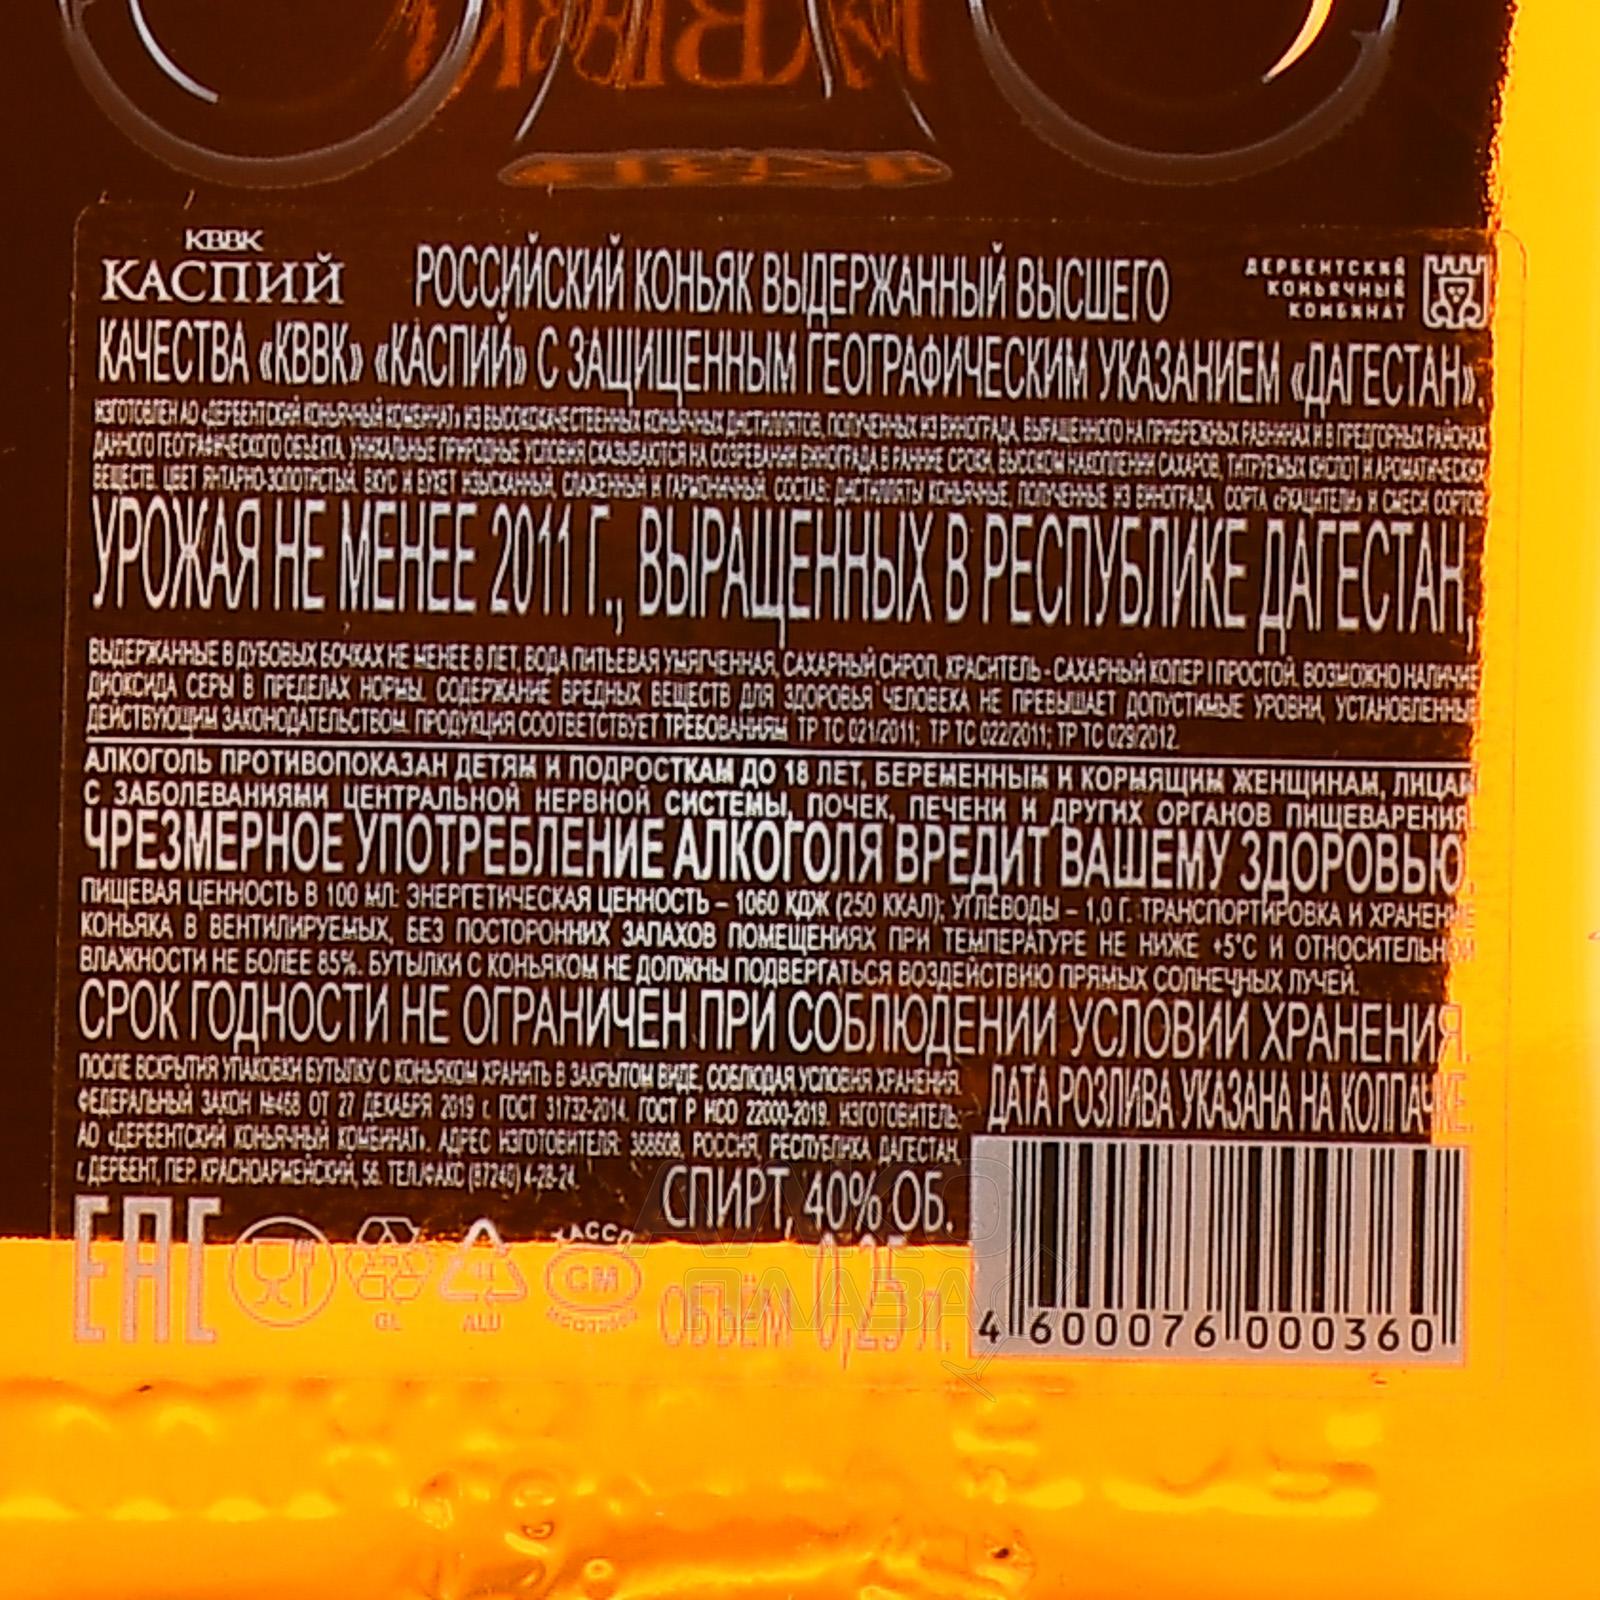 КВВК
КАСПИЙ
ДЕРБЕНТСКИЙ
КОНЬЯЧНЫЙ
КОМБИНАТ
РОССИЙСКИЙ КОНЬЯК ВЫДЕРЖАННЫЙ ВЫСШЕГО
КАЧЕСТВА «КВВК» «КАСПИЙ» С ЗАЩИЩЕННЫМ ГЕОГРАФИЧЕСКИМ УКАЗАНИЕМ «ДАГЕСТАН».
ИЗГОТОВЛЕН АО «ДЕРБЕНТСКИЙ КОНЬЯЧНЫЙ КОМБИНАТ» ИЗ ВЫСОКОКАЧЕСТВЕННЫХ КОНЬЯЧНЫХ ДИСТИЛЛЯТОВ, ПОЛУЧЕННЫХ ИЗ ВИНОГРАДА, ВЫРАЩЕННОГО НА ПРИБРЕЖНЫХ РАВНИНАХ И В ПРЕДГОРНЫХ РАЙОНАХ
ДАННОГО ГЕОГРАФИЧЕСКОГО ОБЪЕКТА. УНИКАЛЬНЫЕ ПРИРОДНЫЕ УСЛОВИЯ СКАЗЫВАЮТСЯ НА СОЗРЕВАНИИ ВИНОГРАДА В РАННИЕ СРОКИ, ВЫСОКОМ НАКОПЛЕНИИ САХАРОВ, ТИТРУЕМЫХ КИСЛОТ И АРОМАТИЧЕСКИХ
ВЕЩЕСТВ. ЦВЕТ ЯНТАРНО-ЗОЛОТИСТЫЙ. ВКУС И БУКЕТ ИЗЫСКАННЫЙ, СЛАЖЕННЫЙ И ГАРМОНИЧНЫЙ. СОСТАВ: ДИСТИЛЛЯТЫ КОНЬЯЧНЫЕ, ПОЛУЧЕННЫЕ ИЗ ВИНОГРАДА СОРТА «РКАЦИТЕЛИ» И СМЕСИ СОРТОВ
УРОЖАЯ НЕ МЕНЕЕ 2011 Г., ВЫРАЩЕННЫХ В РЕСПУБЛИКЕ ДАГЕСТАН,
ВЫДЕРЖАННЫЕ В ДУБОВЫХ БОЧКАХ НЕ МЕНЕЕ 8 ЛЕТ, ВОДА ПИТЬЕВАЯ УМЯГЧЕННАЯ, САХАРНЫЙ СИРОП, КРАСИТЕЛЬ - САХАРНЫЙ КОЛЕР I ПРОСТОЙ. ВОЗМОЖНО НАЛИЧИЕ
ДИОКСИДА СЕРЫ В ПРЕДЕЛАХ НОРМЫ. СОДЕРЖАНИЕ ВРЕДНЫХ ВЕЩЕСТВ ДЛЯ ЗДОРОВЬЯ ЧЕЛОВЕКА НЕ ПРЕВЫШАЕТ ДОПУСТИМЫЕ УРОВНИ, УСТАНОВЛЕННЫЕ
ДЕЙСТВУЮЩИМ ЗАКОНОДАТЕЛЬСТВОМ. ПРОДУКЦИЯ СООТВЕТСТВУЕТ ТРЕБОВАНИЯМ ТР ТС 021/2011; ТР ТС 022/2011; ТР ТС 029/2012.
АЛКОГОЛЬ ПРОТИВОПОКАЗАН ДЕТЯМ И ПОДРОСТКАМ ДО 18 ЛЕТ, БЕРЕМЕННЫМ И КОРМЯЩИМ ЖЕНЩИНАМ, ЛИЦАМ
С ЗАБОЛЕВАНИЯМИ ЦЕНТРАЛЬНОЙ НЕРВНОЙ СИСТЕМЫ, ПОЧЕК, ПЕЧЕНИ И ДРУГИХ ОРГАНОВ ПИЩЕВАРЕНИЯ.
ЧРЕЗМЕРНОЕ УПОТРЕБЛЕНИЕ АЛКОГОЛЯ ВРЕДИТ ВАШЕМУ ЗДОРОВЬЮ.
ПИЩЕВАЯ ЦЕННОСТЬ В 100 МЛ: ЭНЕРГЕТИЧЕСКАЯ ЦЕННОСТЬ – 1060 КДЖ (250 ККАЛ); УГЛЕВОДЫ – 1,0 Г. ТРАНСПОРТИРОВКА И ХРАНЕНИЕ
КОНЬЯКА В ВЕНТИЛИРУЕМЫХ, БЕЗ ПОСТОРОННИХ ЗАПАХОВ ПОМЕЩЕНИЯХ ПРИ ТЕМПЕРАТУРЕ НЕ НИЖЕ +5°С И ОТНОСИТЕЛЬНОЙ
ВЛАЖНОСТИ НЕ БОЛЕЕ 85%. БУТЫЛКИ С КОНЬЯКОМ НЕ ДОЛЖНЫ ПОДВЕРГАТЬСЯ ВОЗДЕЙСТВИЮ ПРЯМЫХ СОЛНЕЧНЫХ ЛУЧЕЙ.
СРОК ГОДНОСТИ НЕ ОГРАНИЧЕН ПРИ СОБЛЮДЕНИИ УСЛОВИЙ ХРАНЕНИЯ.
ПОСЛЕ ВСКРЫТИЯ УПАКОВКИ БУТЫЛКУ С КОНЬЯКОМ ХРАНИТЬ В ЗАКРЫТОМ ВИДЕ, СОБЛЮДАЯ УСЛОВИЯ ХРАНЕНИЯ.
ФЕДЕРАЛЬНЫЙ ЗАКОН №468 ОТ 27 ДЕКАБРЯ 2019 г. ГОСТ 31732-2014. ГОСТ Р ИСО 22000-2019. ИЗГОТОВИТЕЛЬ:
АО «ДЕРБЕНТСКИЙ КОНЬЯЧНЫЙ КОМБИНАТ». АДРЕС ИЗГОТОВИТЕЛЯ: 368608, РОССИЯ, РЕСПУБЛИКА ДАГЕСТАН,
г. ДЕРБЕНТ, ПЕР. КРАСНОАРМЕЙСКИЙ, 56. ТЕЛ./ФАКС (87240) 4-28-24.
ДАТА РОЗЛИВА УКАЗАНА НА КОЛПАЧКЕ.
СПИРТ, 40% ОБ.
ОБЪЁМ 0,25 л.
EAC
GL
41
ALU
СМ
АЛКО
ПЛАЗА
4 600076 000360